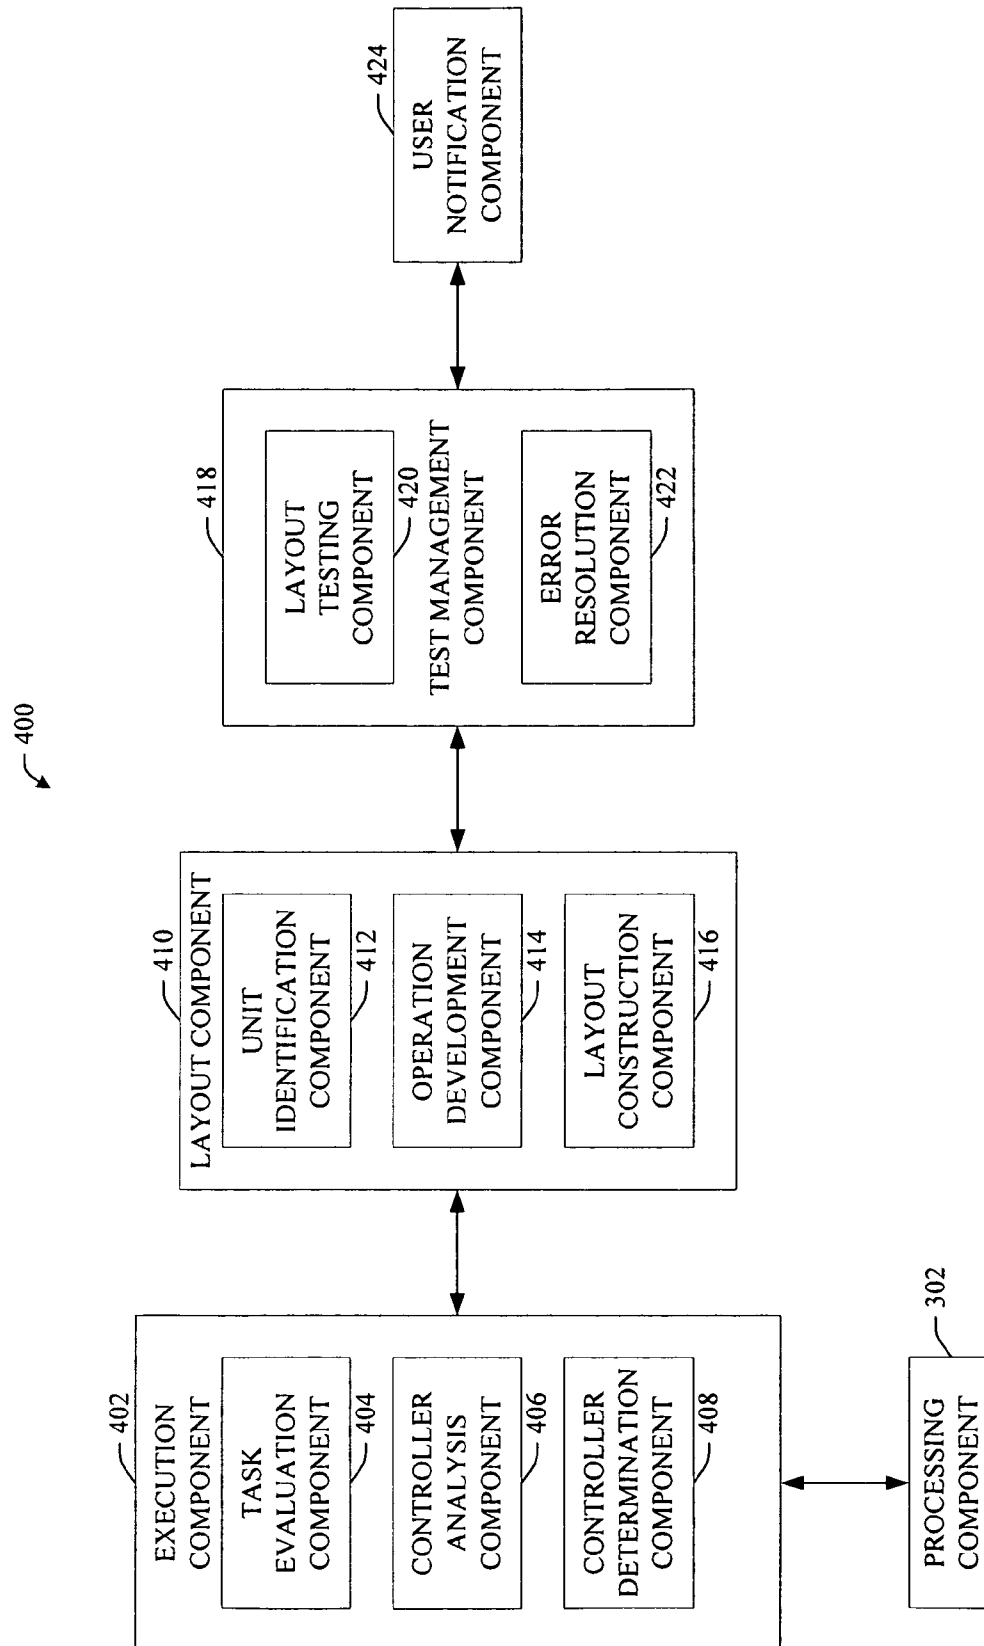 400
402
EXECUTION
COMPONENT
TASK
EVALUATION
COMPONENT
404
CONTROLLER
ANALYSIS
COMPONENT
406
CONTROLLER
DETERMINATION
COMPONENT
408
302
PROCESSING
COMPONENT
410
LAYOUT COMPONENT
UNIT
IDENTIFICATION
COMPONENT
412
OPERATION
DEVELOPMENT
COMPONENT
414
LAYOUT
CONSTRUCTION
COMPONENT
416
418
LAYOUT
TESTING
COMPONENT
420
TEST MANAGEMENT
COMPONENT
ERROR
RESOLUTION
COMPONENT
422
424
USER
NOTIFICATION
COMPONENT